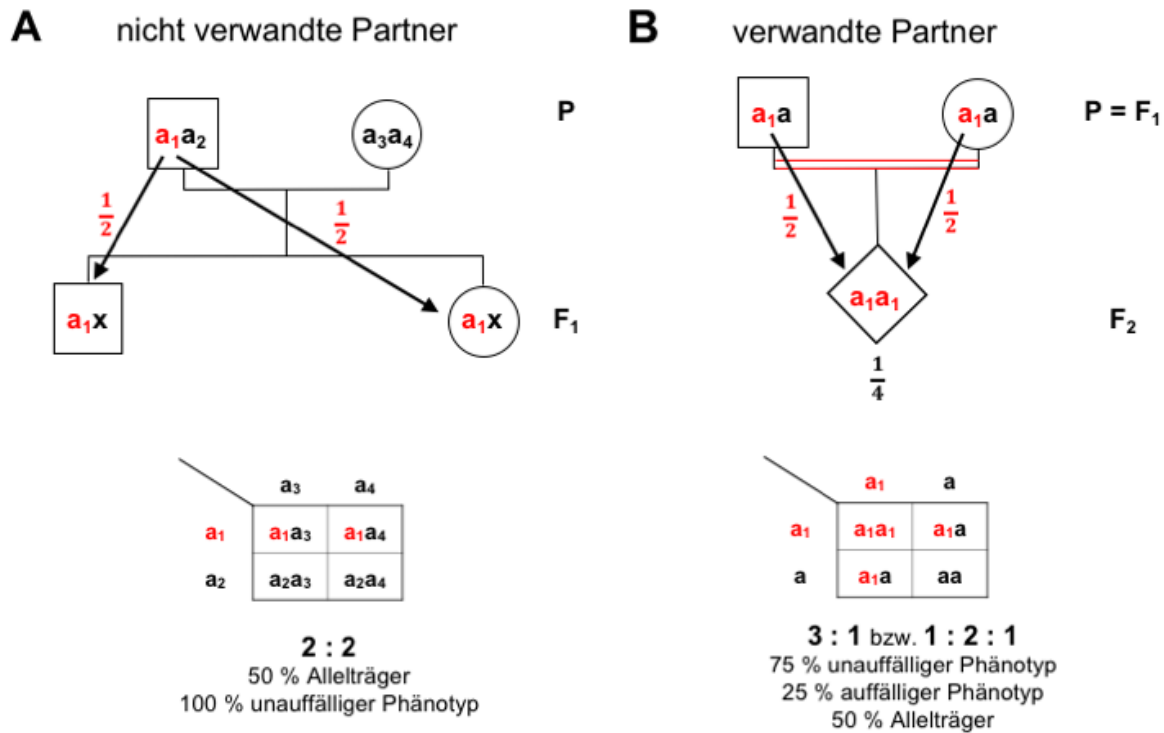 A nicht verwandte Partner
a₁a₂ a₃a₄ P
1/2 1/2
a₁x a₁x F₁
a₃ a₄
a₁ a₁a₃ a₁a₄
a₂ a₂a₃ a₂a₄
2 : 2
50 % Allelträger
100 % unauffälliger Phänotyp
B verwandte Partner
a₁a a₁a P = F₁
1/2 1/2
a₁a₁ F₂
1/4
a₁ a
a₁ a₁a₁ a₁a
a a₁a aa
3 : 1 bzw. 1 : 2 : 1
75 % unauffälliger Phänotyp
25 % auffälliger Phänotyp
50 % Allelträger